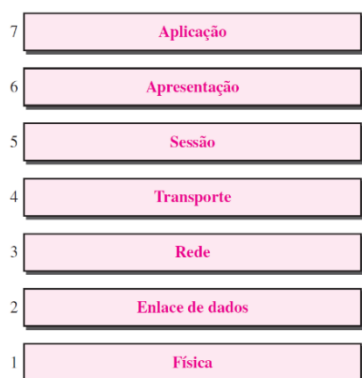 7 Aplicação
6 Apresentação
5 Sessão
4 Transporte
3 Rede
2 Enlace de dados
1 Física